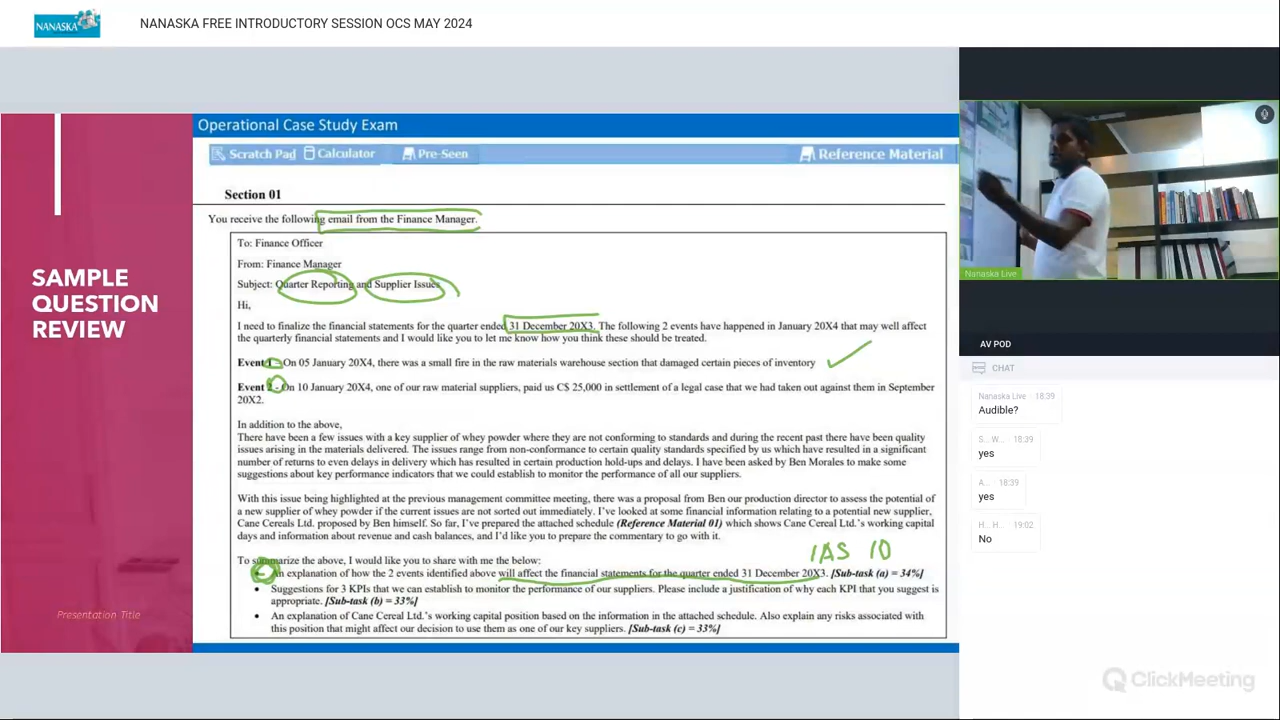 NANASKA
NANASKA FREE INTRODUCTORY SESSION OCS MAY 2024
SAMPLE
QUESTION
REVIEW
Presentation Title
Operational Case Study Exam
Scratch Pad Calculator Pre-Seen Reference Material
Section 01
You receive the following email from the Finance Manager.
To: Finance Officer
From: Finance Manager
Subject: Quarter Reporting and Supplier Issues
Hi,
I need to finalize the financial statements for the quarter ended 31 December 20X3. The following 2 events have happened in January 20X4 that may well affect
the quarterly financial statements and I would like you to let me know how you think these should be treated.
Event 1 - On 05 January 20X4, there was a small fire in the raw materials warehouse section that damaged certain pieces of inventory
Event 2 - On 10 January 20X4, one of our raw material suppliers, paid us C$ 25,000 in settlement of a legal case that we had taken out against them in September
20X2.
In addition to the above,
There have been a few issues with a key supplier of whey powder where they are not conforming to standards and during the recent past there have been quality
issues arising in the materials delivered. The issues range from non-conformance to certain quality standards specified by us which have resulted in a significant
number of returns to even delays in delivery which has resulted in certain production hold-ups and delays. I have been asked by Ben Morales to make some
suggestions about key performance indicators that we could establish to monitor the performance of all our suppliers.
With this issue being highlighted at the previous management committee meeting, there was a proposal from Ben our production director to assess the potential of
a new supplier of whey powder if the current issues are not sorted out immediately. I've looked at some financial information relating to a potential new supplier,
Cane Cereals Ltd. proposed by Ben himself. So far, I've prepared the attached schedule (Reference Material 01) which shows Cane Cereal Ltd.'s working capital
days and information about revenue and cash balances, and I'd like you to prepare the commentary to go with it.
IAS 10
To summarize the above, I would like you to share with me the below:
An explanation of how the 2 events identified above will affect the financial statements for the quarter ended 31 December 20X3. [Sub-task (a) = 34%]
Suggestions for 3 KPIs that we can establish to monitor the performance of our suppliers. Please include a justification of why each KPI that you suggest is
appropriate. [Sub-task (b) = 33%]
An explanation of Cane Cereal Ltd.'s working capital position based on the information in the attached schedule. Also explain any risks associated with
this position that might affect our decision to use them as one of our key suppliers. [Sub-task (c) = 33%]
Nanaska Live
AV POD
CHAT
Nanaska Live · 18:39
Audible?
S... W... · 18:39
yes
A... · 18:39
yes
H... H... · 19:02
No
ClickMeeting